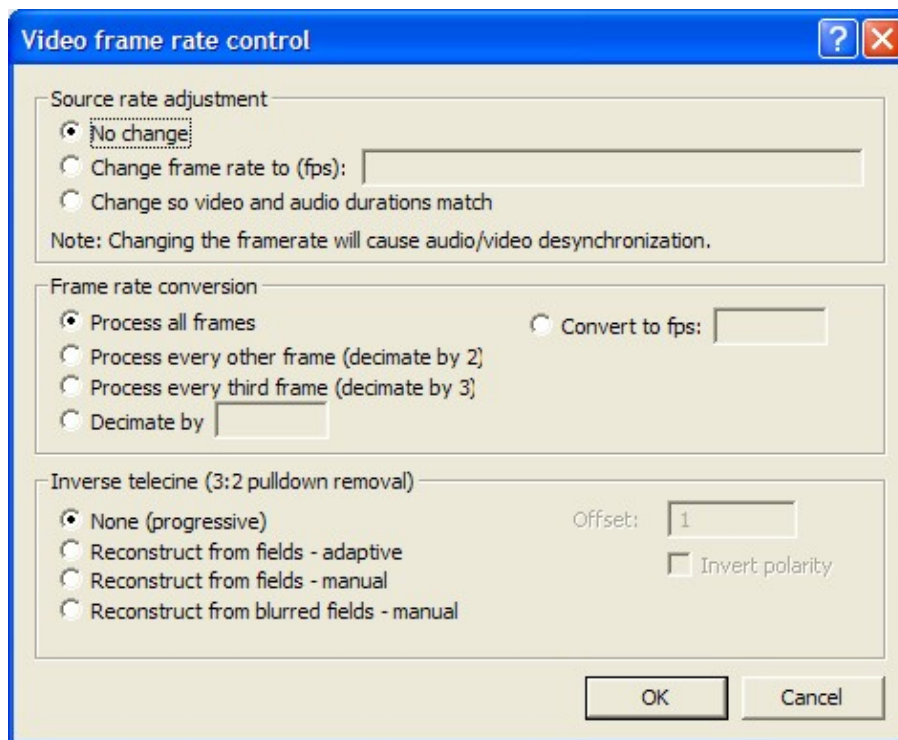 Video frame rate control
Source rate adjustment
No change
Change frame rate to (fps):
Change so video and audio durations match
Note: Changing the framerate will cause audio/video desynchronization.
Frame rate conversion
Process all frames
Convert to fps:
Process every other frame (decimate by 2)
Process every third frame (decimate by 3)
Decimate by
Inverse telecine (3:2 pulldown removal)
None (progressive)
Offset: 1
Reconstruct from fields - adaptive
Invert polarity
Reconstruct from fields - manual
Reconstruct from blurred fields - manual
OK Cancel